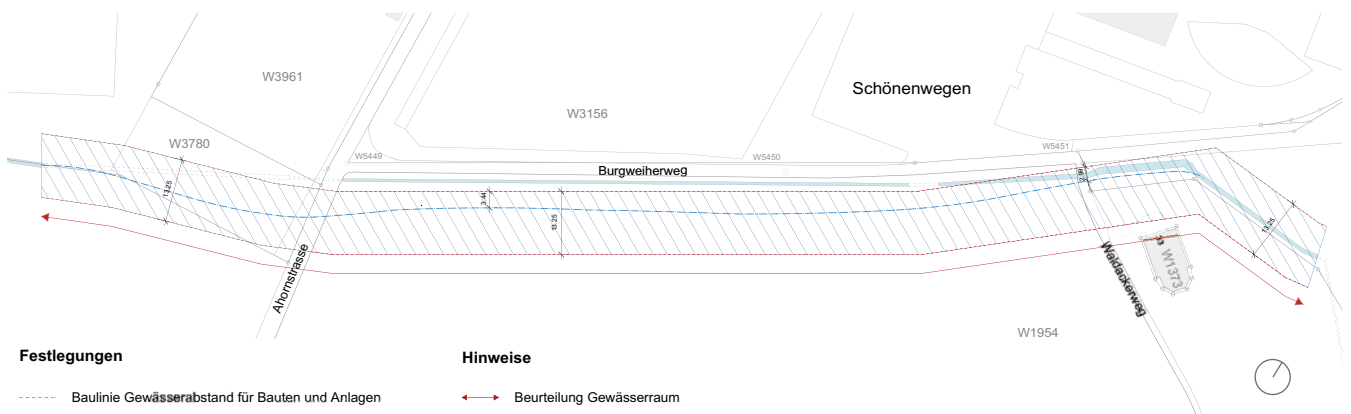 W3961
Schönenwegen
W3156
W3780
W5449
W5450
W5451
Burgweiherweg
13.25
3.44
13.25
2.98
13.25
Ahornstrasse
Waldackerweg
W1373
W1954
Festlegungen
Hinweise
Baulinie Gewässerabstand für Bauten und Anlagen
Beurteilung Gewässerraum